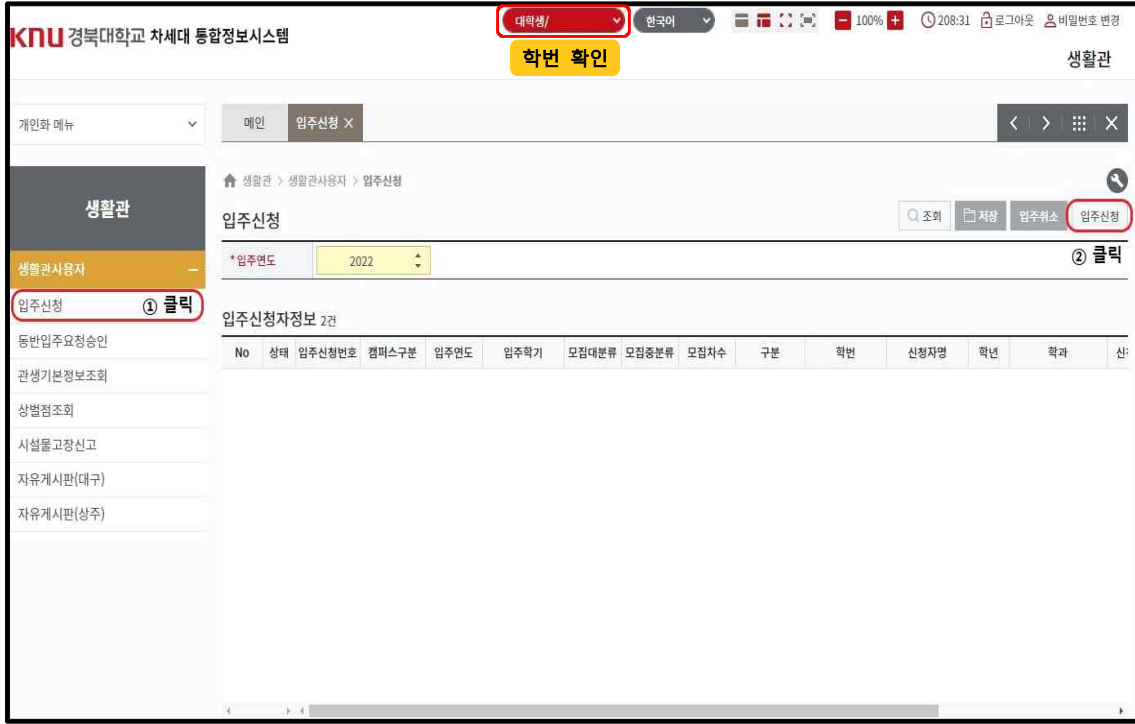 KNU 경북대학교 차세대 통합정보시스템
대학생/
한국어
100%
208:31
로그아웃
비밀번호 변경
학번 확인
생활관
개인화 메뉴
메인
입주신청
생활관 > 생활관사용자 > 입주신청
생활관
입주신청
조회
저장
입주취소
입주신청
*입주연도 2022
② 클릭
생활관사용자
입주신청 ① 클릭
동반입주요청승인
관생기본정보조회
상벌점조회
시설물고장신고
자유게시판(대구)
자유게시판(상주)
입주신청자정보 2건
No 상태 입주신청번호 캠퍼스구분 입주연도 입주학기 모집대분류 모집중분류 모집차수 구분 학번 신청자명 학년 학과